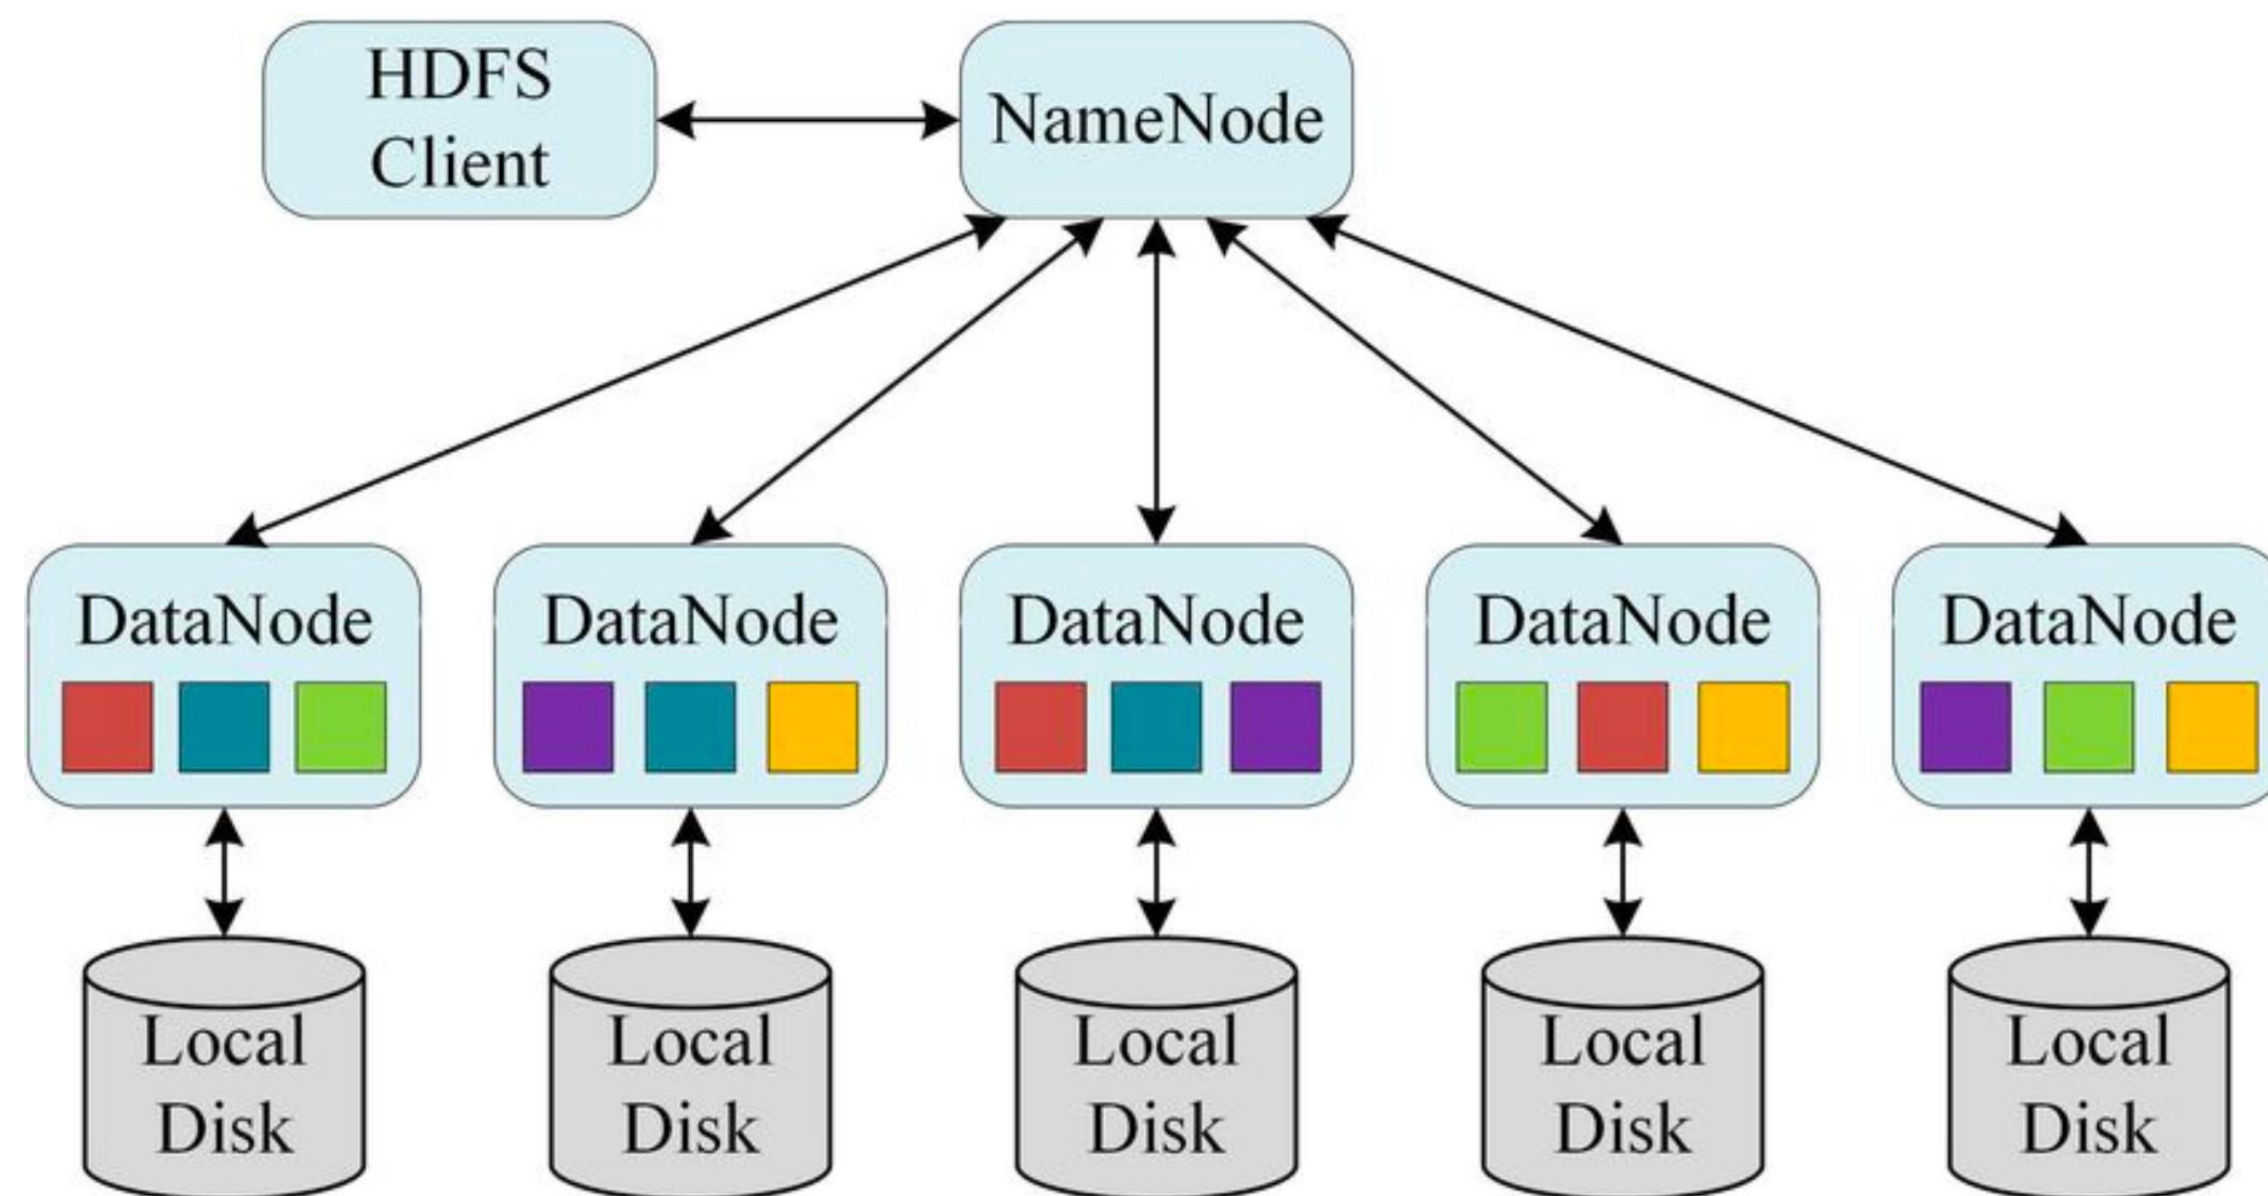 HDFS
Client
NameNode
DataNode
DataNode
DataNode
DataNode
DataNode
Local
Disk
Local
Disk
Local
Disk
Local
Disk
Local
Disk